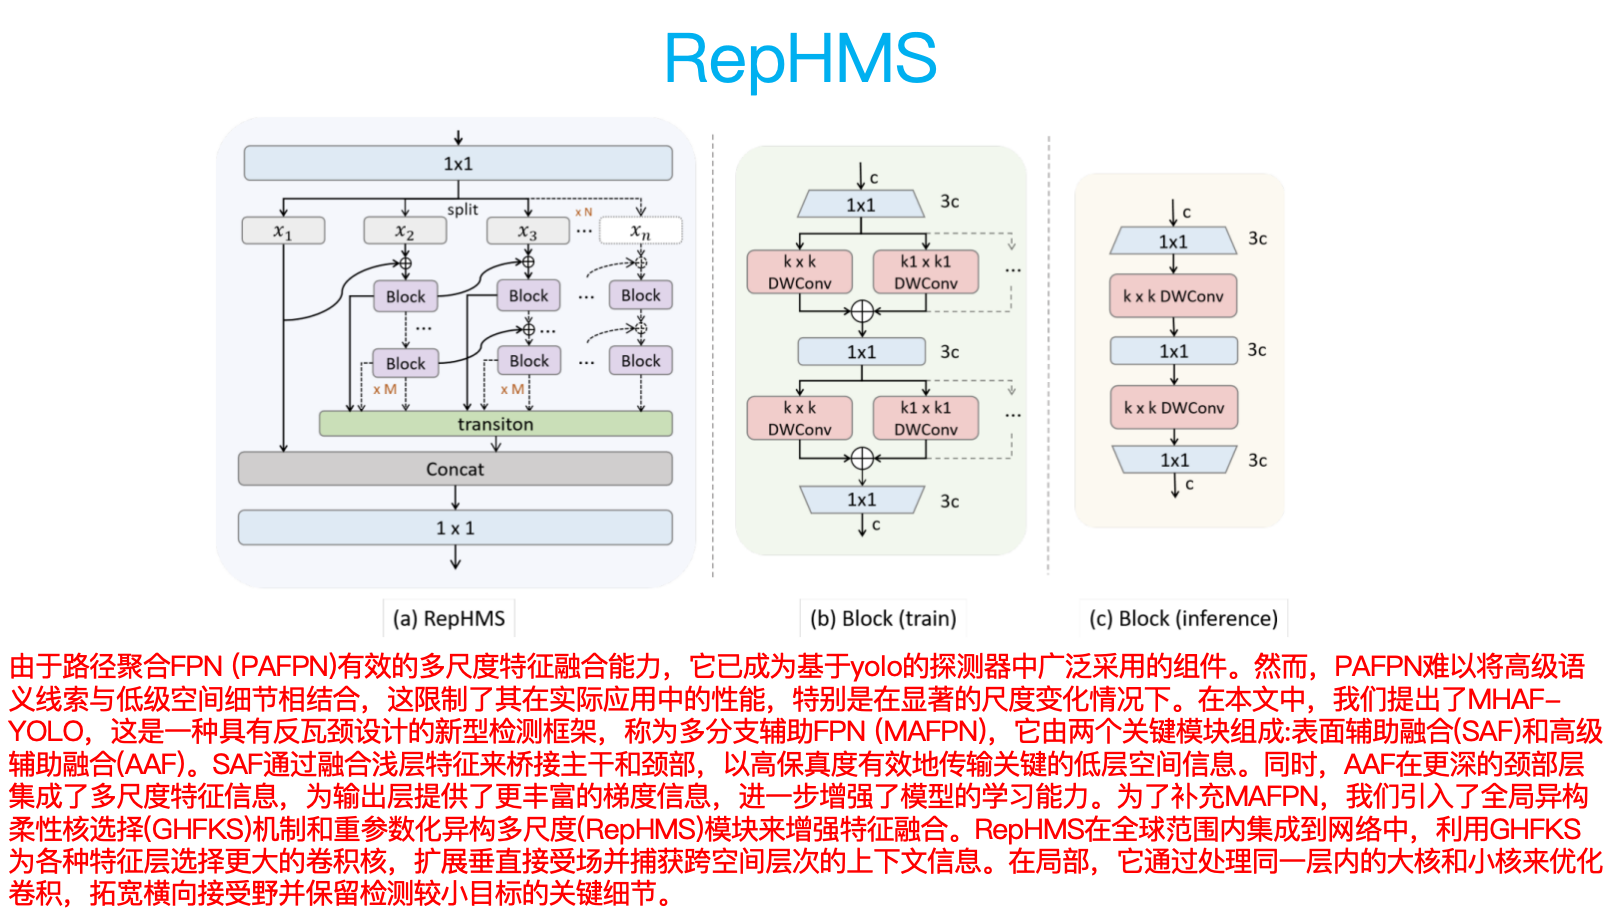 RepHMS
1x1
split
x N
x₁
x₂
x₃
...
xₙ
Block
Block
...
Block
...
...
Block
Block
...
Block
x M
x M
transiton
Concat
1 x 1
(a) RepHMS
c
1x1
3c
k x k
DWConv
k1 x k1
DWConv
...
1x1
3c
k x k
DWConv
k1 x k1
DWConv
...
1x1
3c
c
(b) Block (train)
c
1x1
3c
k x k DWConv
1x1
3c
k x k DWConv
1x1
3c
c
(c) Block (inference)
由于路径聚合FPN (PAFPN)有效的多尺度特征融合能力，它已成为基于yolo的探测器中广泛采用的组件。然而，PAFPN难以将高级语
义线索与低级空间细节相结合，这限制了其在实际应用中的性能，特别是在显著的尺度变化情况下。在本文中，我们提出了MHAF-
YOLO，这是一种具有反瓦颈设计的新型检测框架，称为多分支辅助FPN (MAFPN)，它由两个关键模块组成:表面辅助融合(SAF)和高级
辅助融合(AAF)。SAF通过融合浅层特征来桥接主干和颈部，以高保真度有效地传输关键的低层空间信息。同时，AAF在更深的颈部层
集成了多尺度特征信息，为输出层提供了更丰富的梯度信息，进一步增强了模型的学习能力。为了补充MAFPN，我们引入了全局异构
柔性核选择(GHFKS)机制和重参数化异构多尺度(RepHMS)模块来增强特征融合。RepHMS在全球范围内集成到网络中，利用GHFKS
为各种特征层选择更大的卷积核，扩展垂直接受场并捕获跨空间层次的上下文信息。在局部，它通过处理同一层内的大核和小核来优化
卷积，拓宽横向接受野并保留检测较小目标的关键细节。